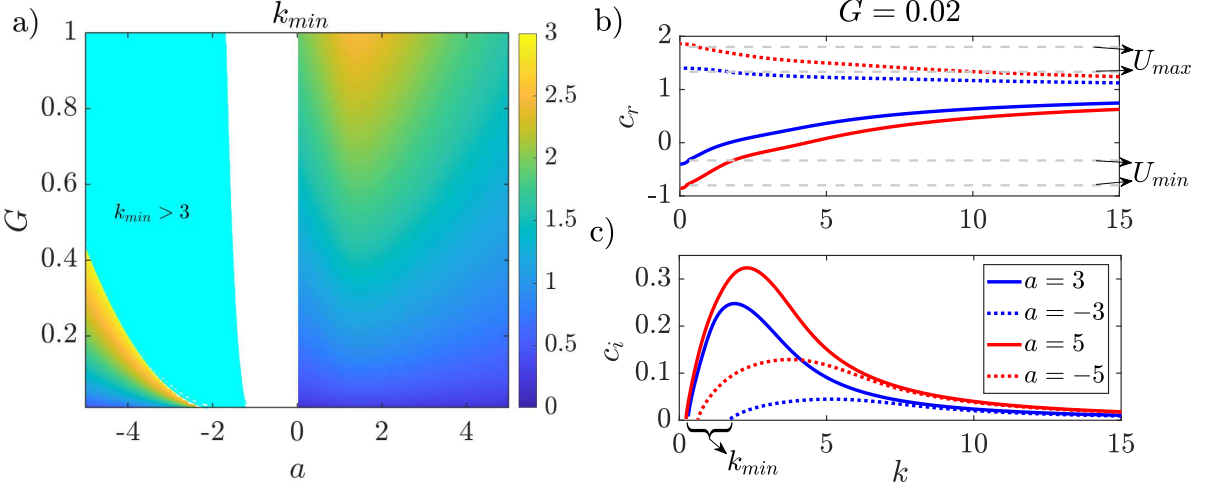 a)
k_min
G
1
0.8
0.6
0.4
0.2
k_min > 3
-4
-2
0
2
4
a
3
2.5
2
1.5
1
0.5
0
b)
G = 0.02
c_r
2
1
0
-1
U_max
U_min
0
5
10
15
c)
c_i
0.3
0.2
0.1
0
a = 3
a = −3
a = 5
a = −5
0
5
10
15
k_min
k